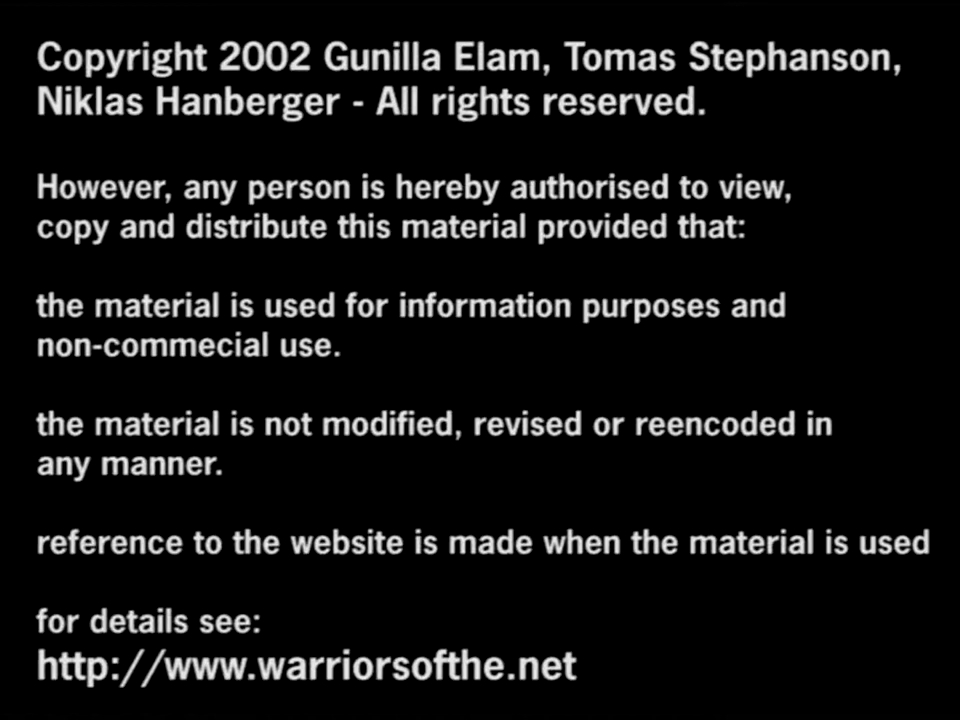 Copyright 2002 Gunilla Elam, Tomas Stephanson,
Niklas Hanberger - All rights reserved.
However, any person is hereby authorised to view,
copy and distribute this material provided that:
the material is used for information purposes and
non-commecial use.
the material is not modified, revised or reencoded in
any manner.
reference to the website is made when the material is used
for details see:
http://www.warriorsofthe.net